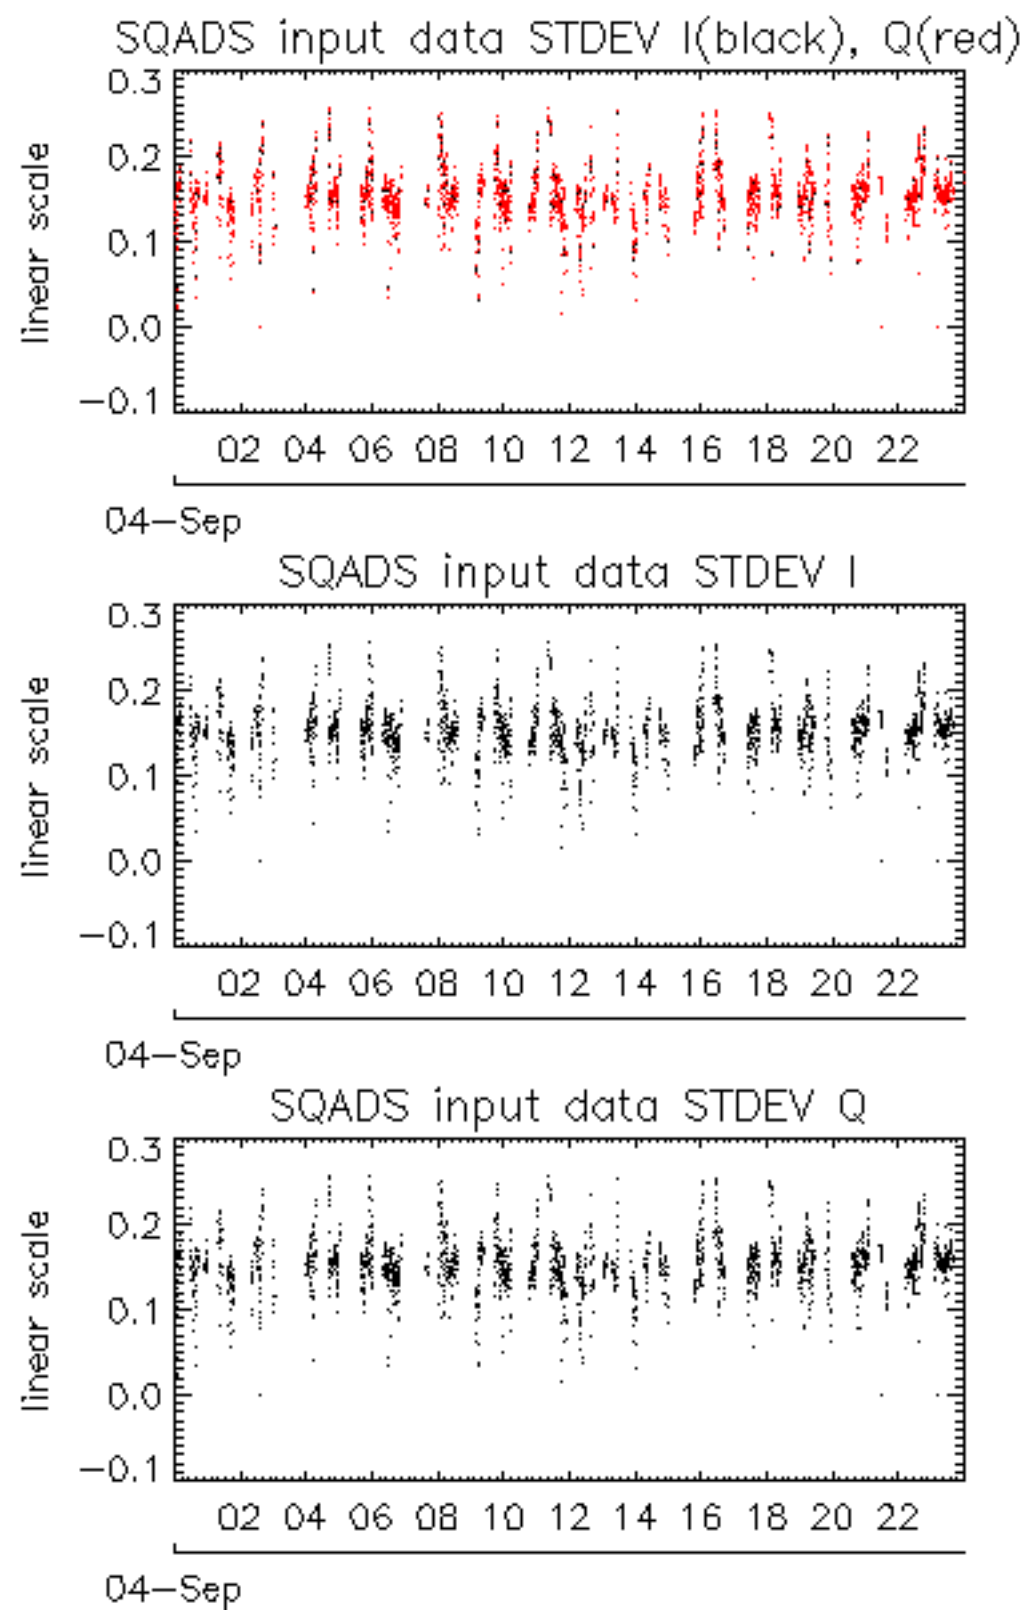 SQADS input data STDEV I(black), Q(red)
0.3
0.2
0.1
0.0
−0.1
linear scale
02 04 06 08 10 12 14 16 18 20 22
04−Sep
SQADS input data STDEV I
0.3
0.2
0.1
0.0
−0.1
linear scale
02 04 06 08 10 12 14 16 18 20 22
04−Sep
SQADS input data STDEV Q
0.3
0.2
0.1
0.0
−0.1
linear scale
02 04 06 08 10 12 14 16 18 20 22
04−Sep